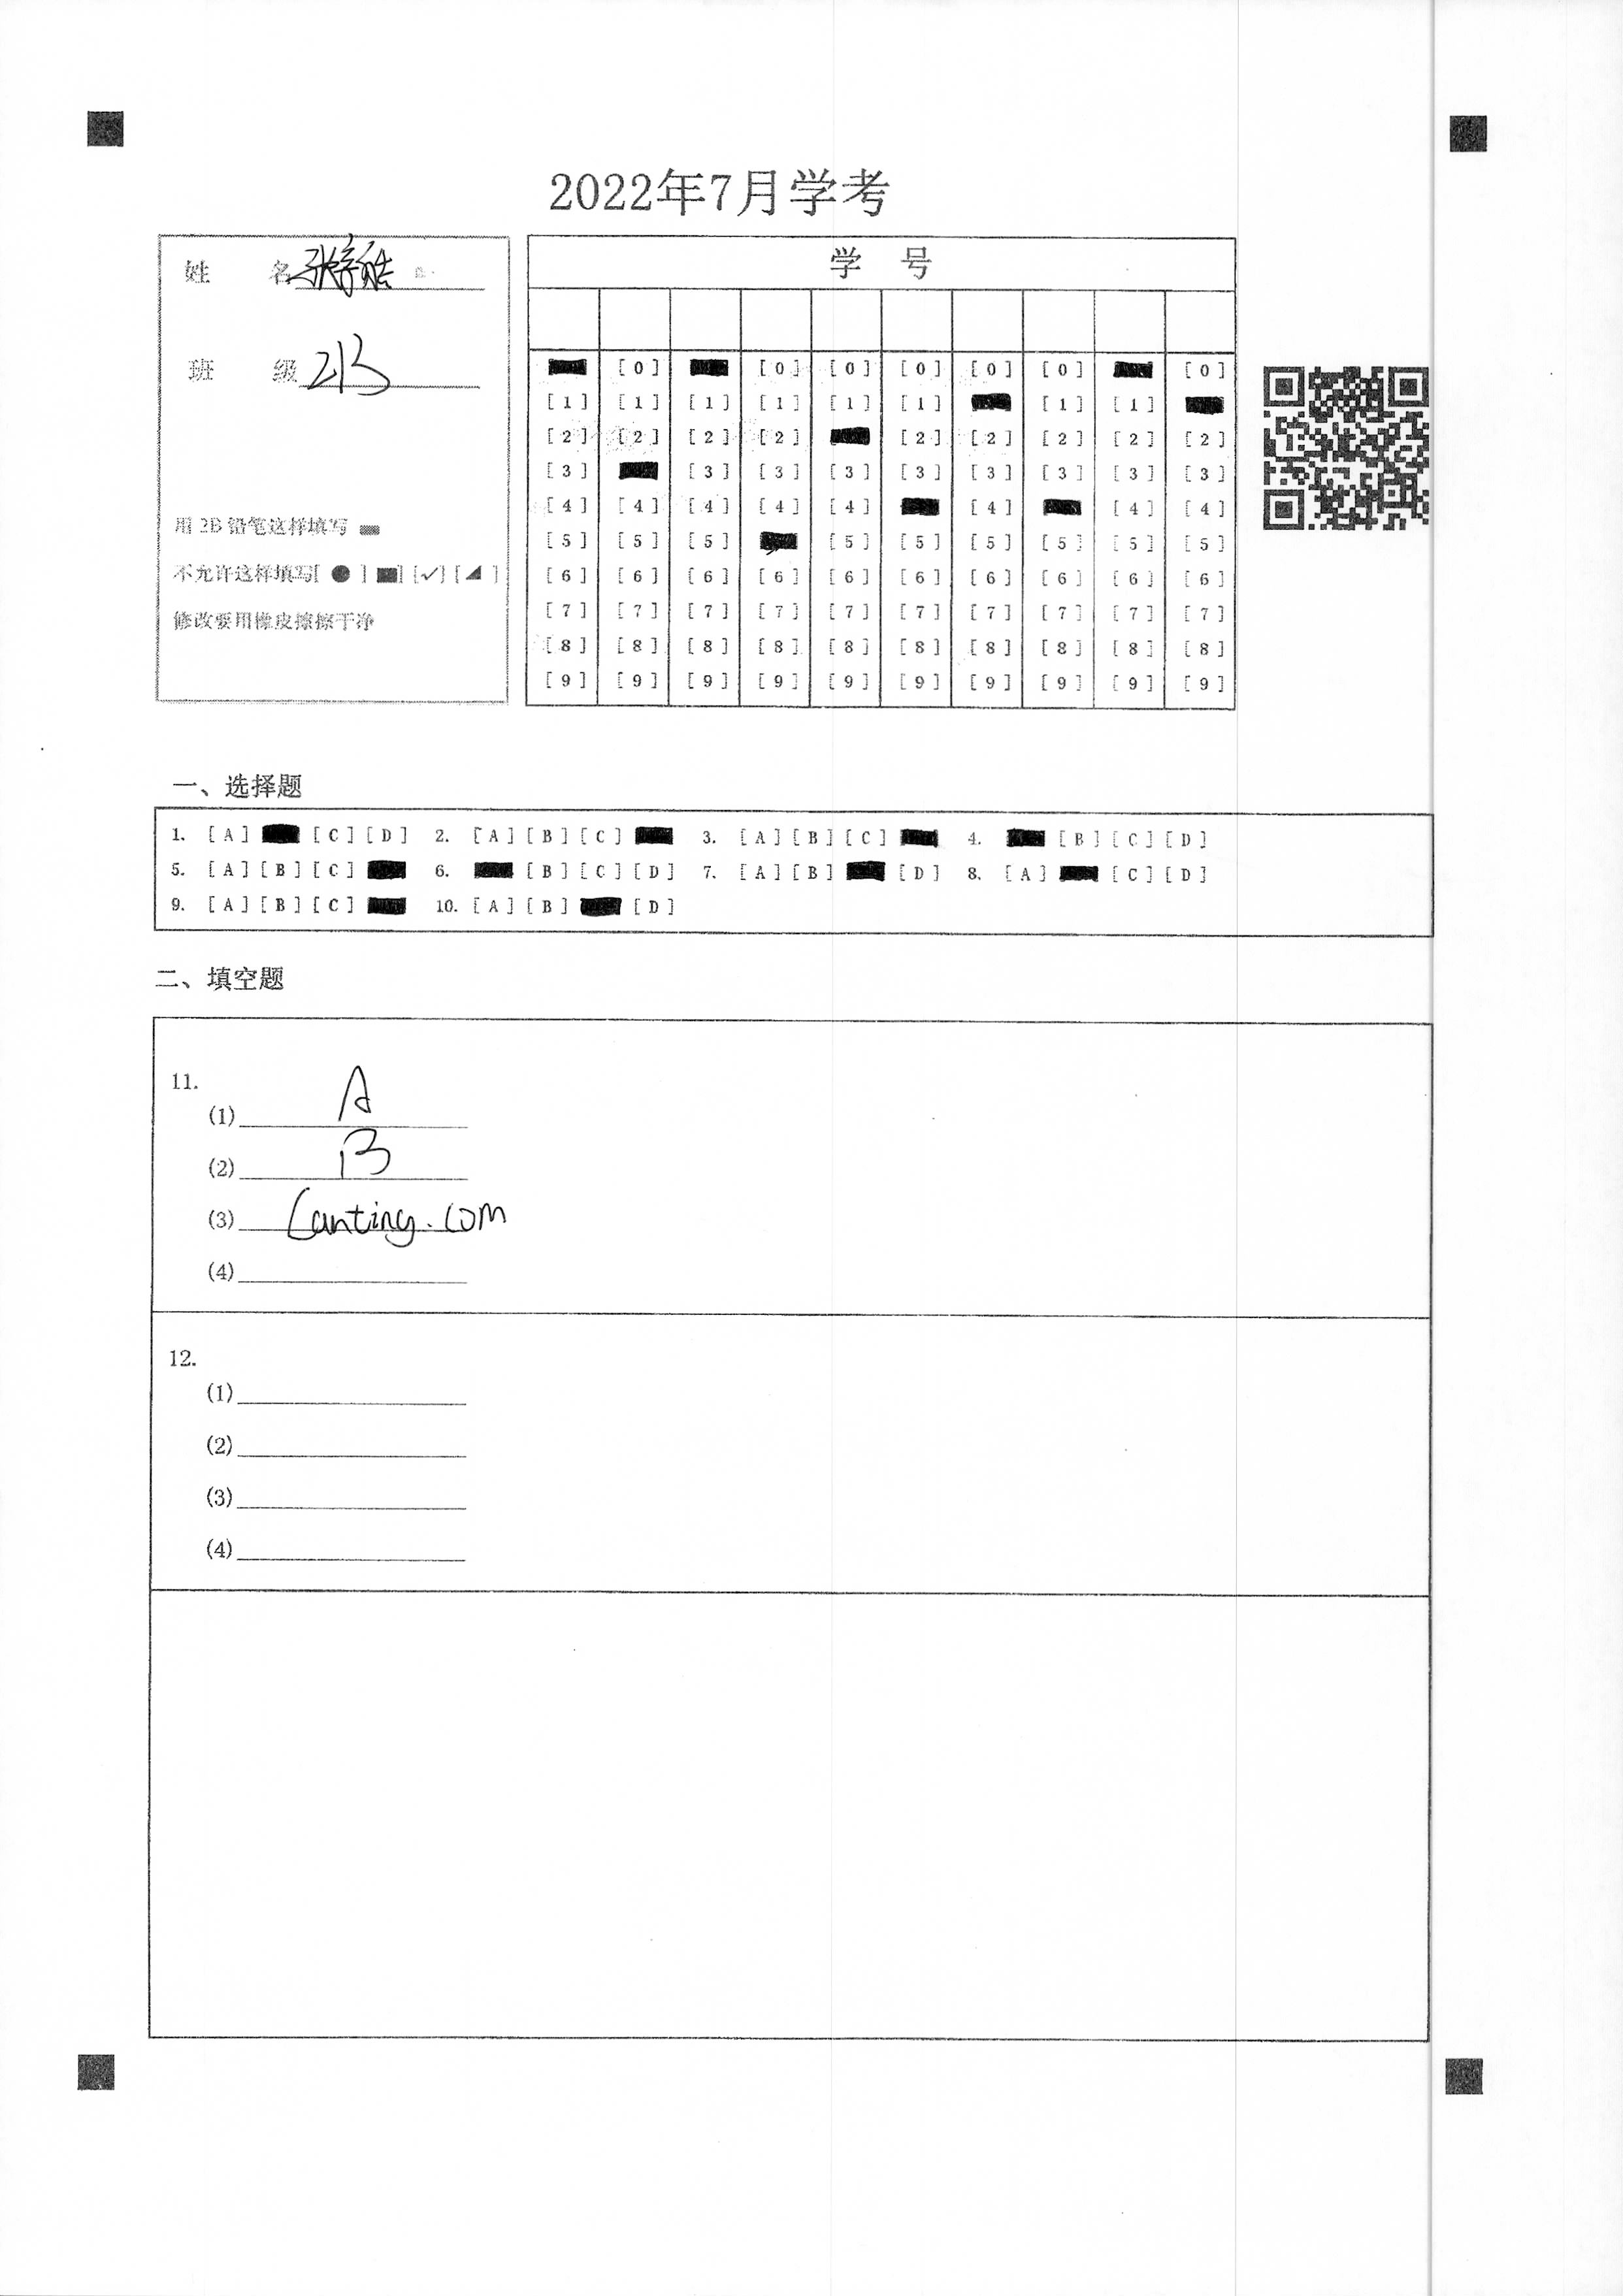 2022年7月学考
姓 名
班 级 213
用 2B 铅笔这样填写
不允许这样填写[ ● ] ■] [✓] [◢ ]
修改要用橡皮擦擦干净
学 号
[0] [0] [0] [0] [0] [0] [0]
[1] [1] [1] [1] [1] [1] [1] [1]
[2] [2] [2] [2] [2] [2] [2] [2] [2]
[3] [3] [3] [3] [3] [3] [3] [3] [3]
[4] [4] [4] [4] [4] [4] [4] [4]
[5] [5] [5] [5] [5] [5] [5] [5] [5]
[6] [6] [6] [6] [6] [6] [6] [6] [6] [6]
[7] [7] [7] [7] [7] [7] [7] [7] [7] [7]
[8] [8] [8] [8] [8] [8] [8] [8] [8] [8]
[9] [9] [9] [9] [9] [9] [9] [9] [9] [9]
一、选择题
1. [A] [C] [D] 2. [A] [B] [C] 3. [A] [B] [C] 4. [B] [C] [D]
5. [A] [B] [C] 6. [B] [C] [D] 7. [A] [B] [D] 8. [A] [C] [D]
9. [A] [B] [C] 10. [A] [B] [D]
二、填空题
11.
(1) A
(2) B
(3) Canting.com
(4)
12.
(1)
(2)
(3)
(4)